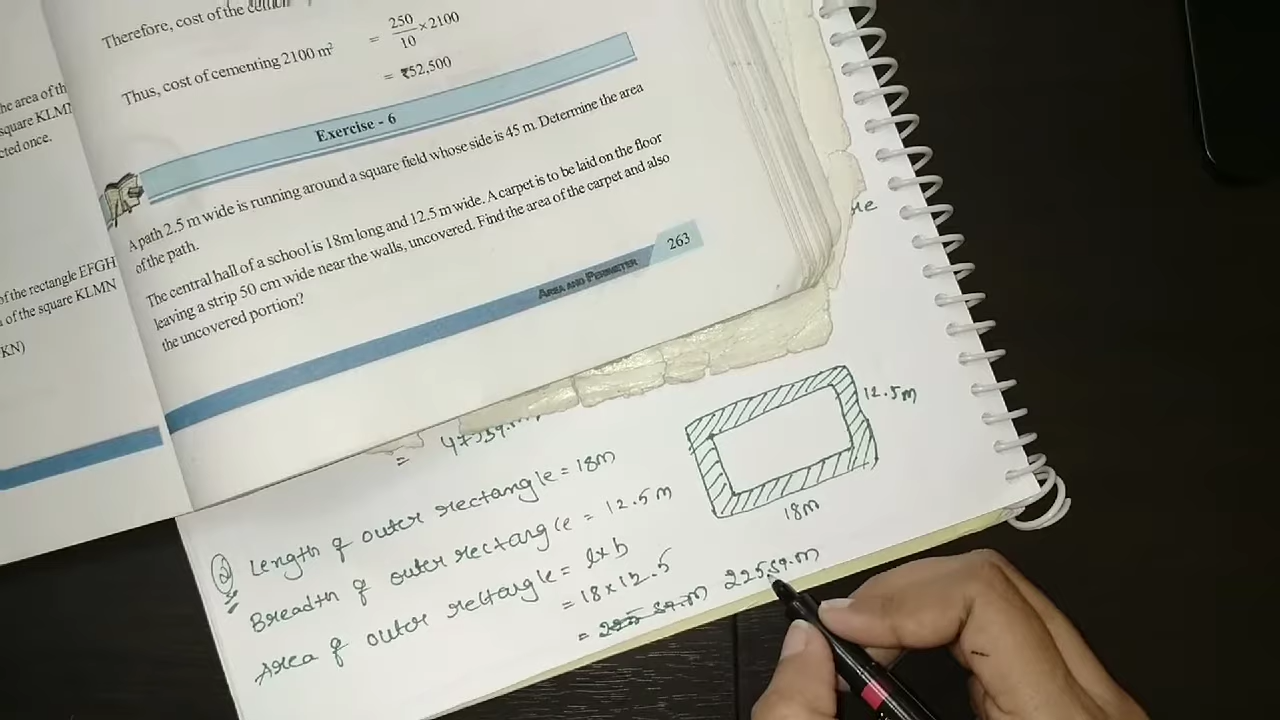 Therefore, cost of the
= 250/10 × 2100
Thus, cost of cementing 2100 m²
= ₹52,500
Exercise - 6
A path 2.5 m wide is running around a square field whose side is 45 m. Determine the area
of the path.
The central hall of a school is 18m long and 12.5 m wide. A carpet is to be laid on the floor
leaving a strip 50 cm wide near the walls, uncovered. Find the area of the carpet and also
the uncovered portion?
AREA AND PERIMETER 263
he area of th
square KLM
cted once.
of the rectangle EFGH
of the square KLMN
KN)
=
② Length of outer rectangle = 18m
Breadth of outer rectangle = 12.5 m
Area of outer rectangle = l×b
= 18×12.5
= 225 sq.m 225sq.m
12.5m
18m